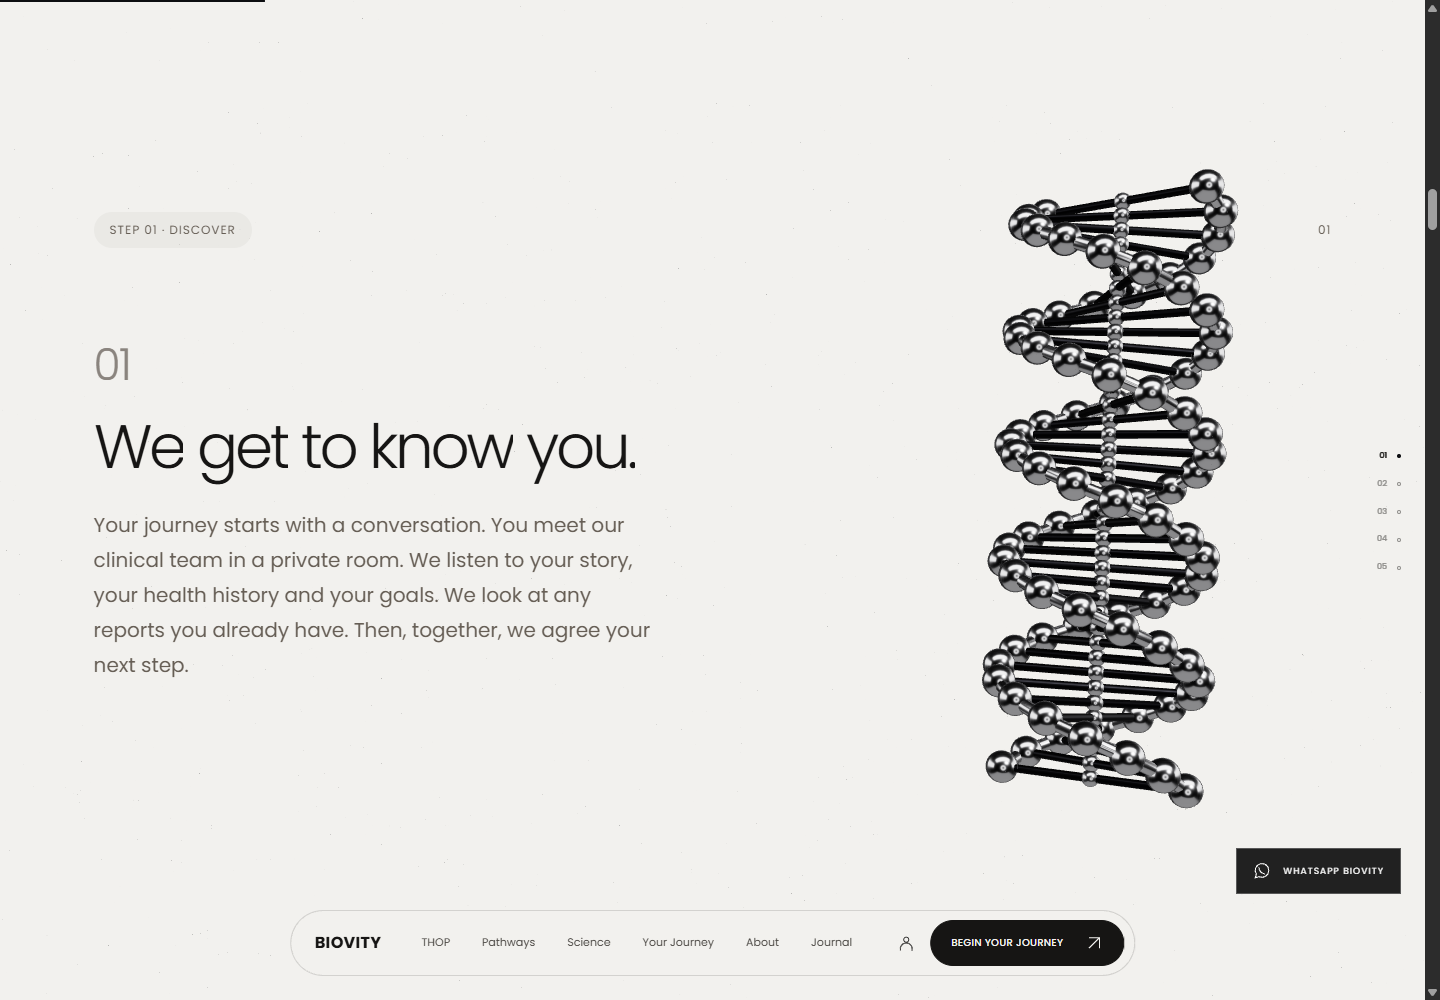 STEP 01 · DISCOVER
01
01
We get to know you.
Your journey starts with a conversation. You meet our
clinical team in a private room. We listen to your story,
your health history and your goals. We look at any
reports you already have. Then, together, we agree your
next step.
01
02
03
04
05
WHATSAPP BIOVITY
BIOVITY THOP Pathways Science Your Journey About Journal BEGIN YOUR JOURNEY